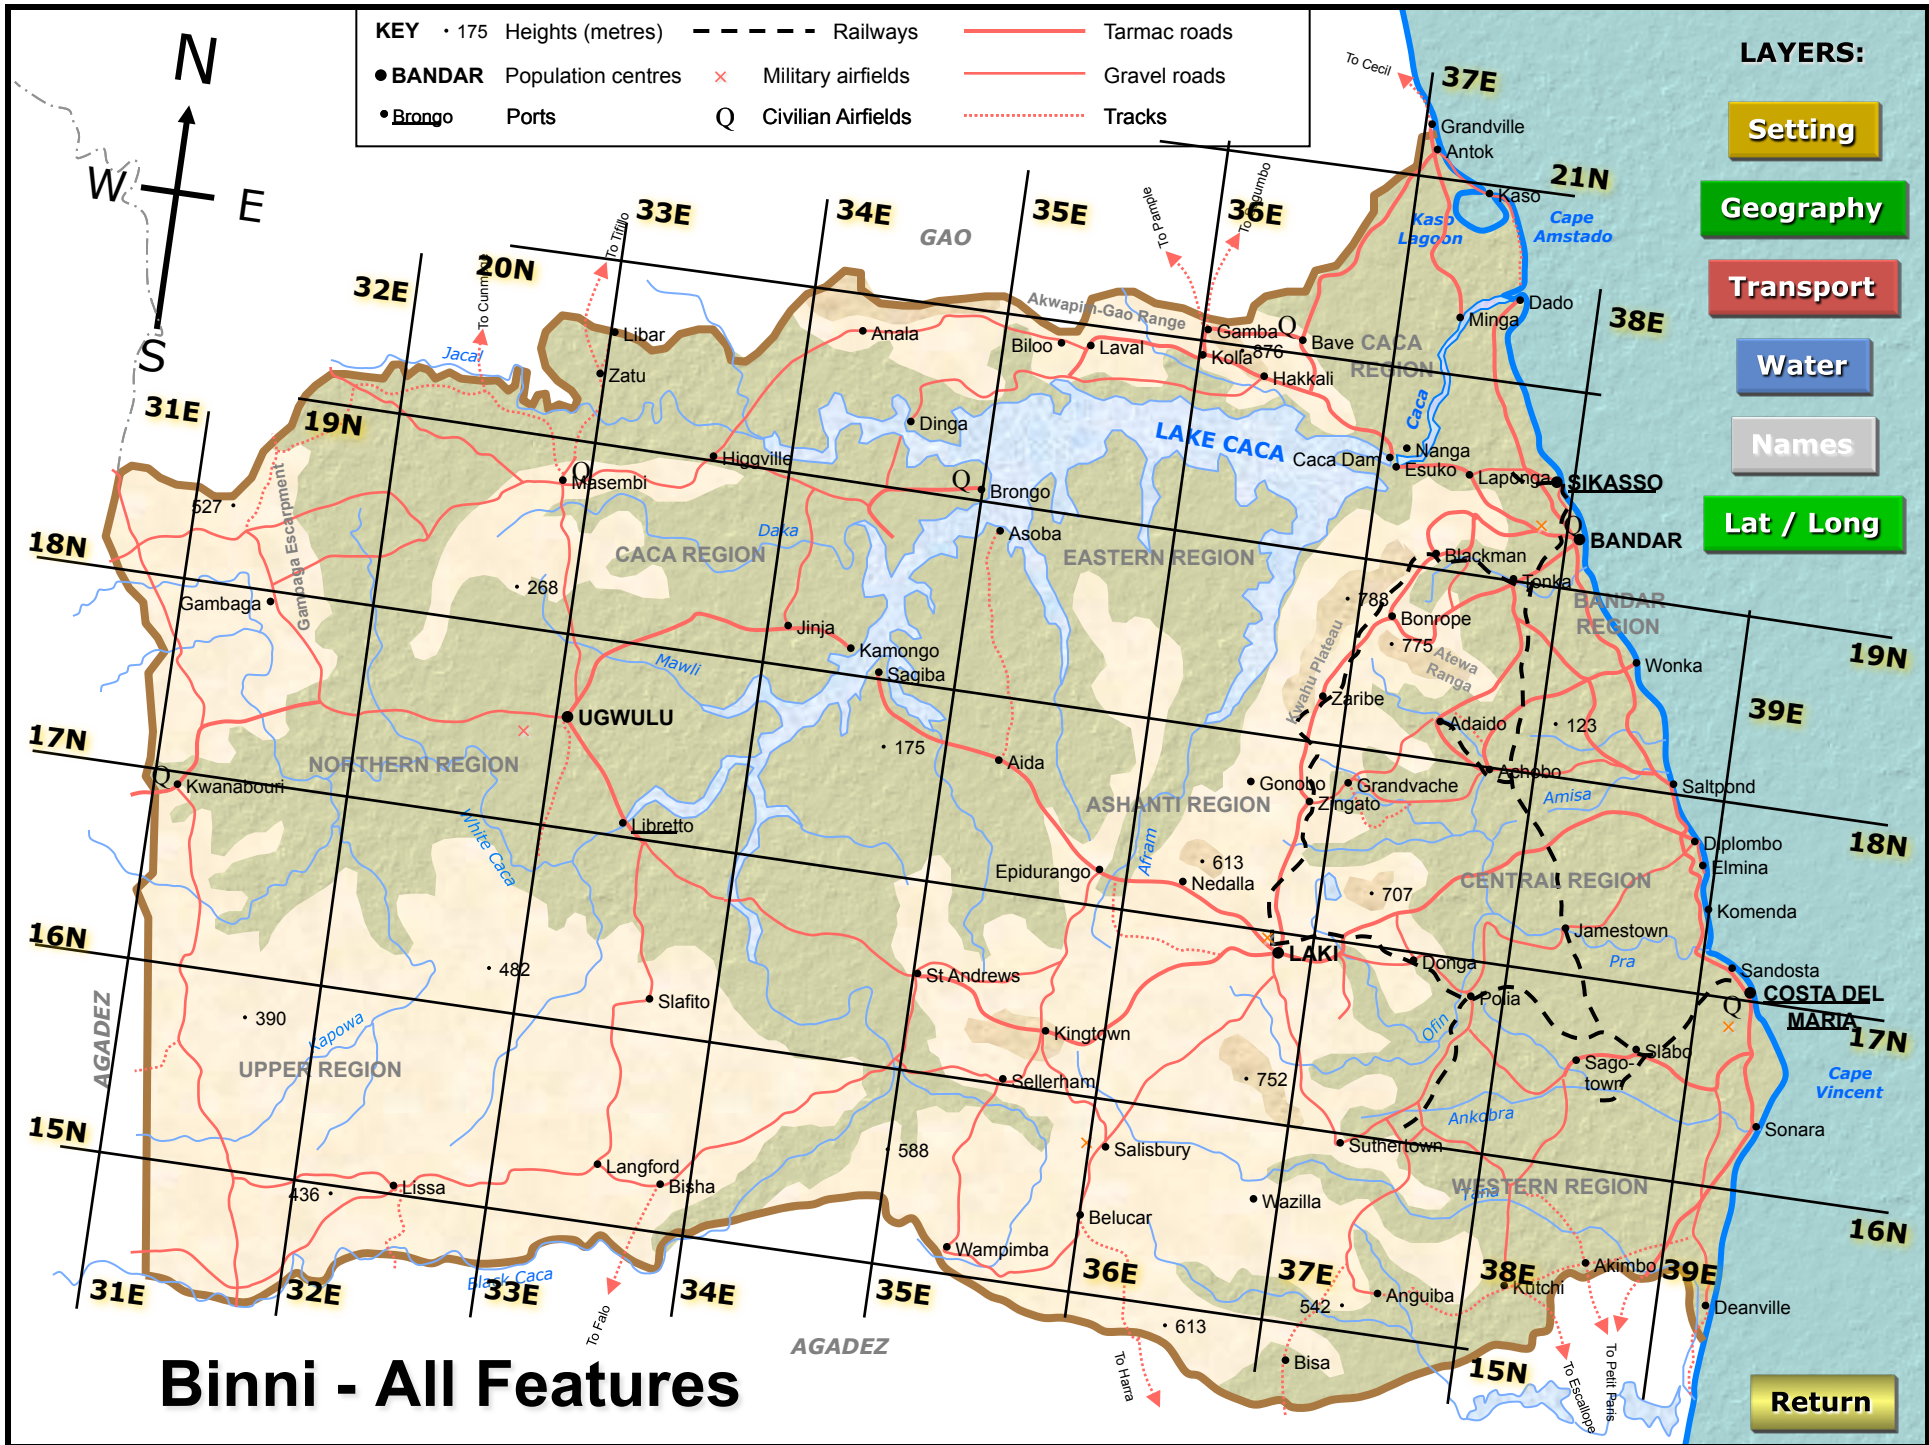 KEY · 175 Heights (metres) Railways Tarmac roads
BANDAR Population centres × Military airfields Gravel roads
Brongo Ports Q Civilian Airfields Tracks
LAYERS:
Setting
Geography
Transport
Water
Names
Lat / Long
Return
N
W E
S
To Cecil
37E
Grandville
Antok
21N
Kaso
Kaso
Lagoon
Cape
Amstado
33E
34E
35E
36E
To Tifillo
To Pample
GAO
20N
32E
Dado
38E
Minga
Akwapim-Gao Range
Libar
Anala
Biloo
Laval
Gamba
Q
Bave
CACA
REGION
Kolla
876
Hakkali
Jacal
Zatu
31E
19N
Dinga
Caca
LAKE CACA
Higgville
Caca Dam
Nanga
Esuko
Laponga
SIKASSO
Q
Masembi
Q
Brongo
527
Gambaga Escarpment
Q
BANDAR
Daka
Asoba
18N
CACA REGION
EASTERN REGION
Blackman
Tonka
268
788
BANDAR
REGION
Gambaga
Jinja
Bonrope
775
Atewa
Ranga
Kamongo
Mawli
Sagiba
Kwahu Plateau
Wonka
19N
Zaribe
UGWULU
39E
Adaido
123
17N
175
NORTHERN REGION
Aida
Achobo
Q
Kwanabouri
Gonobo
Grandvache
Saltpond
Zingato
ASHANTI REGION
Amisa
White Caca
Libretto
Diplombo
18N
Afram
613
Elmina
Epidurango
Nedalla
CENTRAL REGION
707
Komenda
Jamestown
16N
LAKI
Donga
Pra
482
St Andrews
Sandosta
Slafito
Polia
COSTA DEL
MARIA
Q
390
Kapowa
Kingtown
Ofin
17N
AGADEZ
Slabo
Sago-
town
UPPER REGION
Sellerham
752
Cape
Vincent
15N
Ankobra
Sonara
588
Salisbury
Suthertown
Langford
Bisha
436
Lissa
WESTERN REGION
Tana
Wazilla
Belucar
16N
Wampimba
Black Caca
31E
32E
33E
34E
35E
36E
37E
38E
39E
Akimbo
Kutchi
Anguiba
542
Deanville
To Falo
613
AGADEZ
Bisa
15N
To Harra
To Escallope
To Petit Paris
Binni - All Features